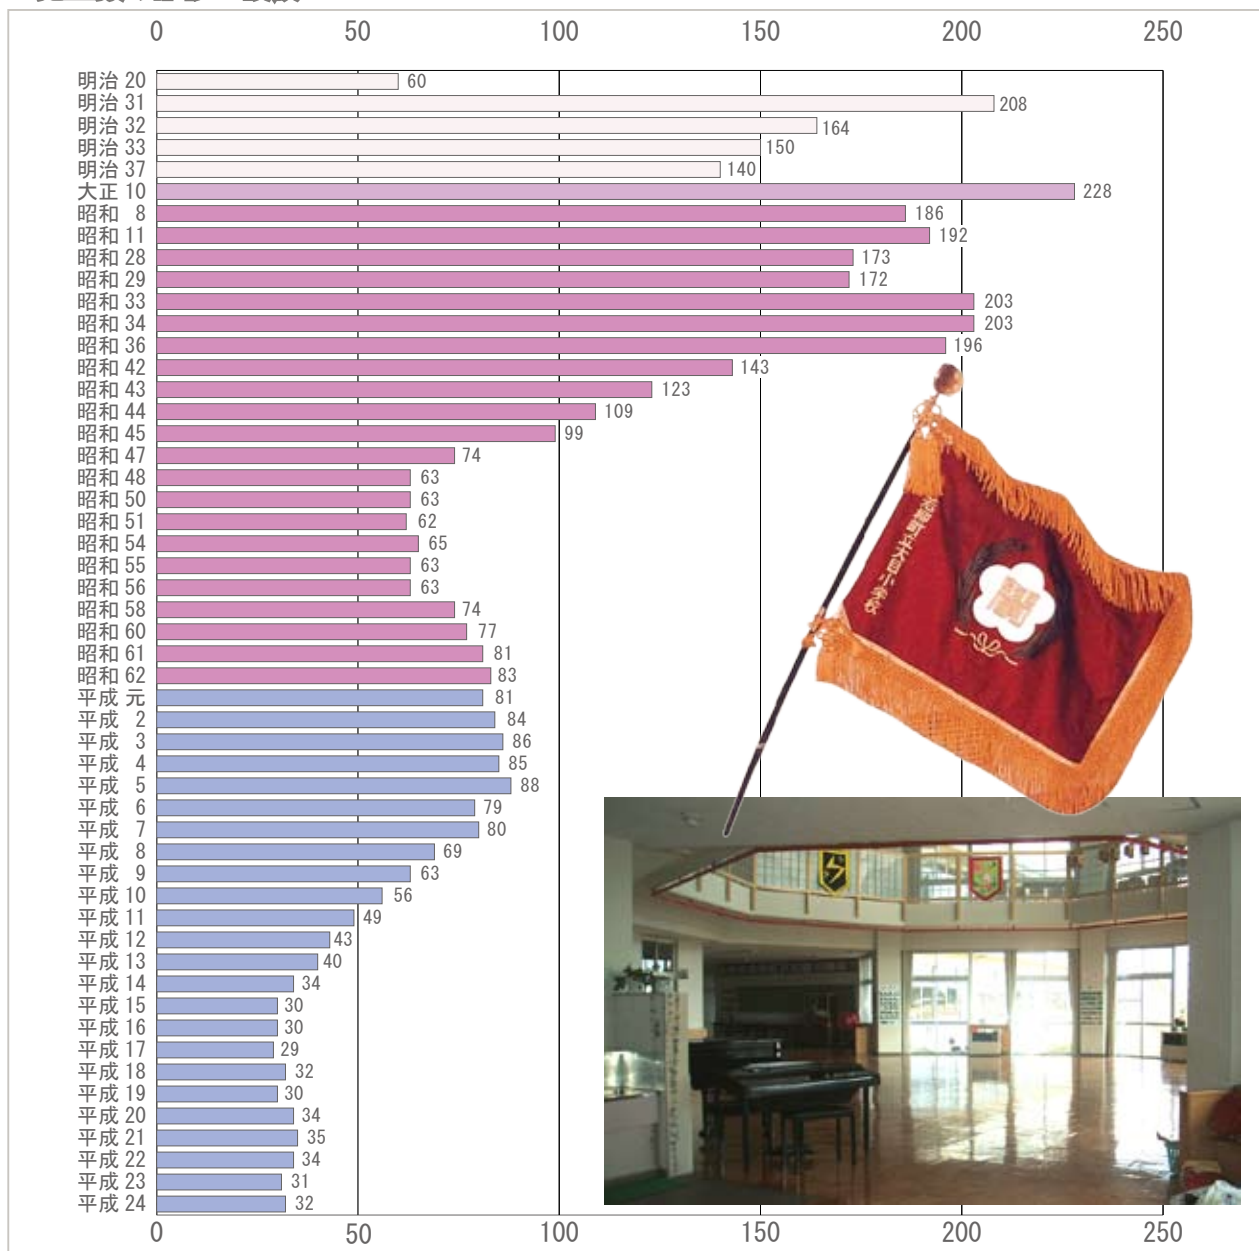 0 50 100 150 200 250
明治 20 60
明治 31 208
明治 32 164
明治 33 150
明治 37 140
大正 10 228
昭和 8 186
昭和 11 192
昭和 28 173
昭和 29 172
昭和 33 203
昭和 34 203
昭和 36 196
昭和 42 143
昭和 43 123
昭和 44 109
昭和 45 99
昭和 47 74
昭和 48 63
昭和 50 63
昭和 51 62
昭和 54 65
昭和 55 63
昭和 56 63
昭和 58 74
昭和 60 77
昭和 61 81
昭和 62 83
平成 元 81
平成 2 84
平成 3 86
平成 4 85
平成 5 88
平成 6 79
平成 7 80
平成 8 69
平成 9 63
平成 10 56
平成 11 49
平成 12 43
平成 13 40
平成 14 34
平成 15 30
平成 16 30
平成 17 29
平成 18 32
平成 19 30
平成 20 34
平成 21 35
平成 22 34
平成 23 31
平成 24 32
0 50 100 150 200 250